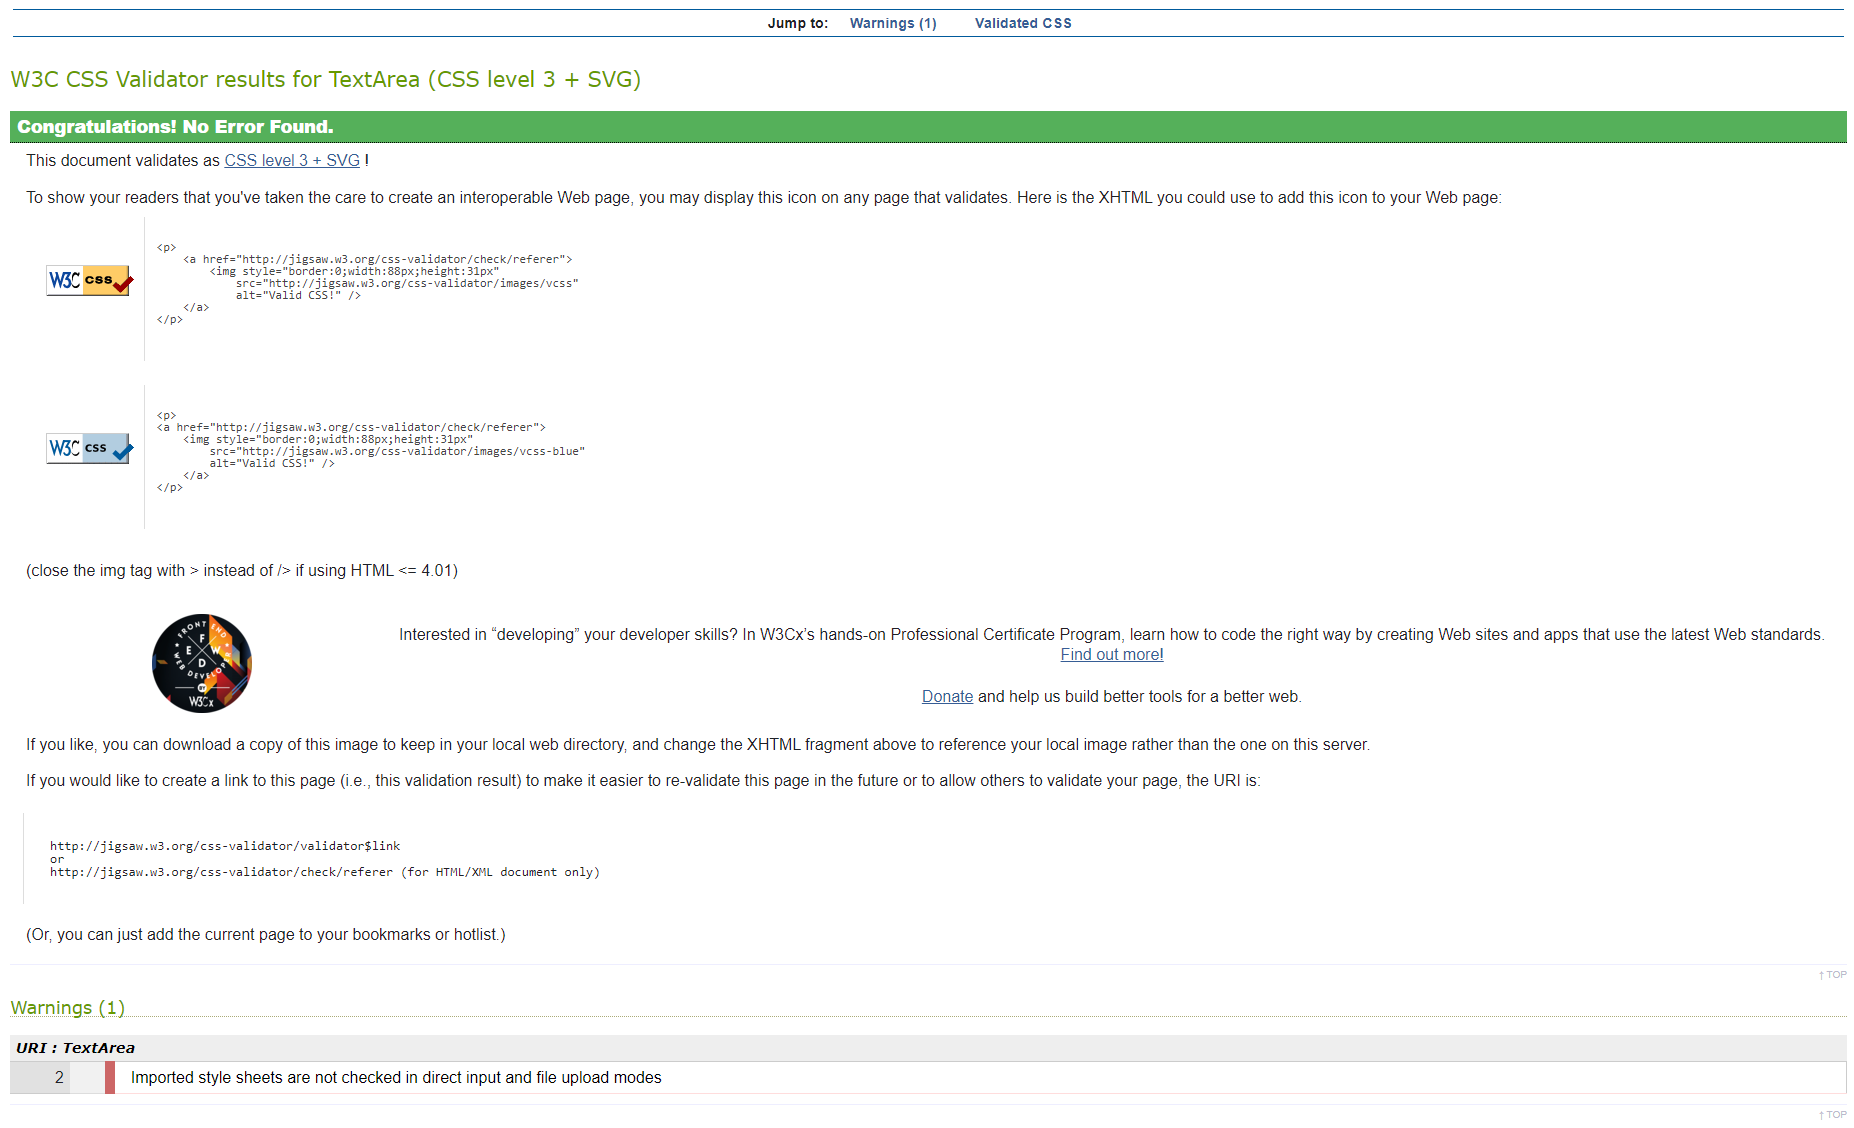 Jump to: Warnings (1) Validated CSS
W3C CSS Validator results for TextArea (CSS level 3 + SVG)
Congratulations! No Error Found.
This document validates as CSS level 3 + SVG !
To show your readers that you've taken the care to create an interoperable Web page, you may display this icon on any page that validates. Here is the XHTML you could use to add this icon to your Web page:
W3C css
<p>
<a href="http://jigsaw.w3.org/css-validator/check/referer">
<img style="border:0;width:88px;height:31px"
src="http://jigsaw.w3.org/css-validator/images/vcss"
alt="Valid CSS!" />
</a>
</p>
W3C css
<p>
<a href="http://jigsaw.w3.org/css-validator/check/referer">
<img style="border:0;width:88px;height:31px"
src="http://jigsaw.w3.org/css-validator/images/vcss-blue"
alt="Valid CSS!" />
</a>
</p>
(close the img tag with > instead of /> if using HTML <= 4.01)
FRONT END
F E W D
WEB DEVELOPER
BY
W3Cx
Interested in “developing” your developer skills? In W3Cx’s hands-on Professional Certificate Program, learn how to code the right way by creating Web sites and apps that use the latest Web standards.
Find out more!
Donate and help us build better tools for a better web.
If you like, you can download a copy of this image to keep in your local web directory, and change the XHTML fragment above to reference your local image rather than the one on this server.
If you would like to create a link to this page (i.e., this validation result) to make it easier to re-validate this page in the future or to allow others to validate your page, the URI is:
http://jigsaw.w3.org/css-validator/validator$link
or
http://jigsaw.w3.org/css-validator/check/referer (for HTML/XML document only)
(Or, you can just add the current page to your bookmarks or hotlist.)
↑ TOP
Warnings (1)
URI : TextArea
2 Imported style sheets are not checked in direct input and file upload modes
↑ TOP